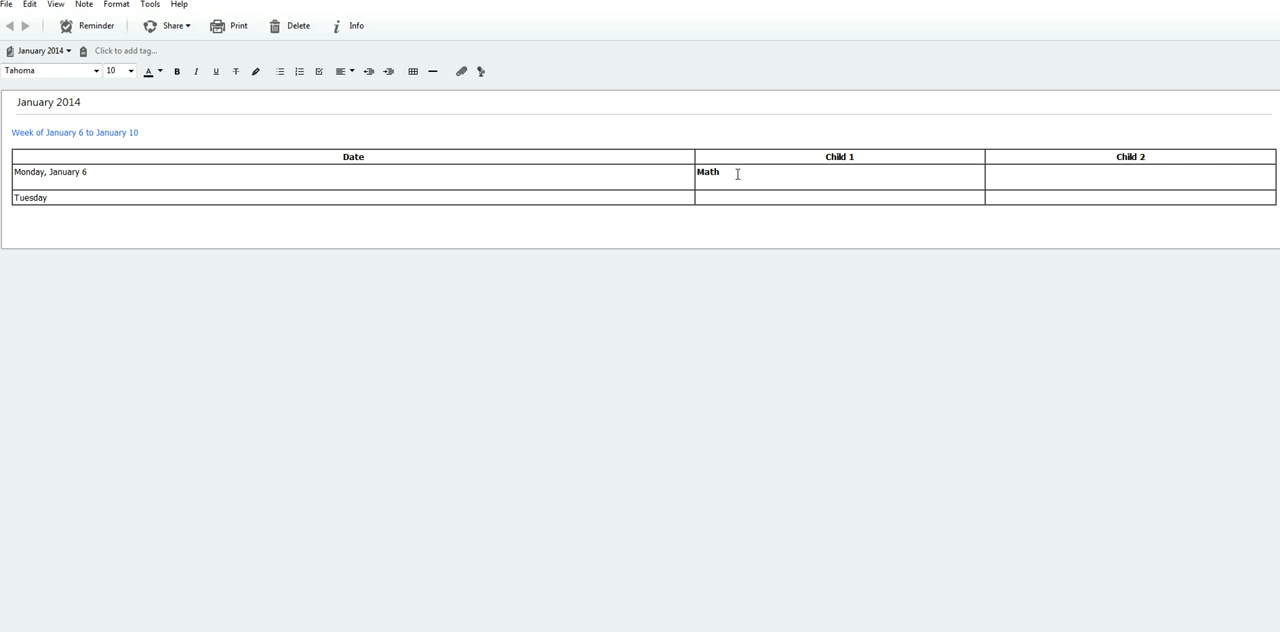 File Edit View Note Format Tools Help
Reminder Share Print Delete Info
January 2014 Click to add tag...
Tahoma 10 A B I U T
January 2014
Week of January 6 to January 10
Date Child 1 Child 2
Monday, January 6 Math
Tuesday